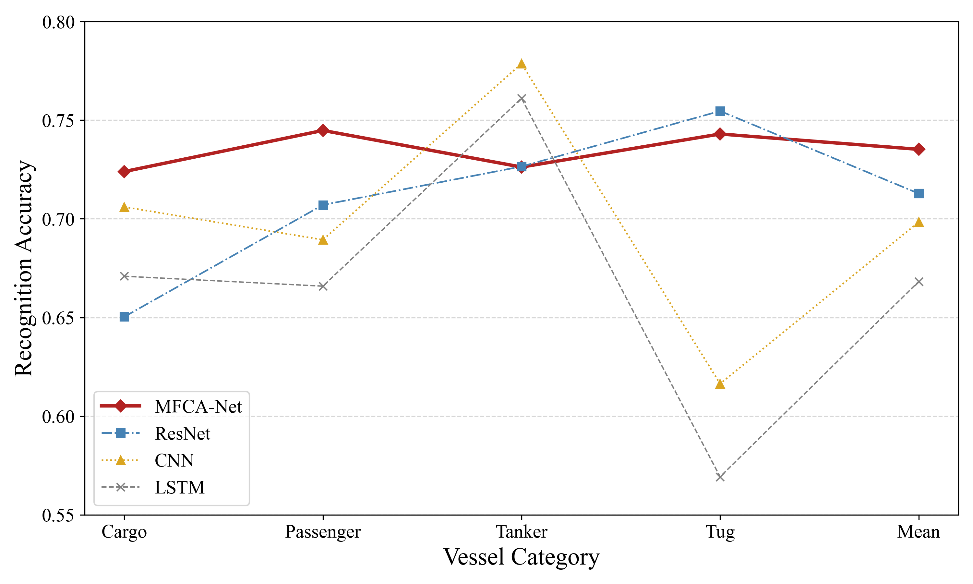 0.80
0.75
0.70
0.65
0.60
0.55
Recognition Accuracy
MFCA-Net
ResNet
CNN
LSTM
Cargo Passenger Tanker Tug Mean
Vessel Category